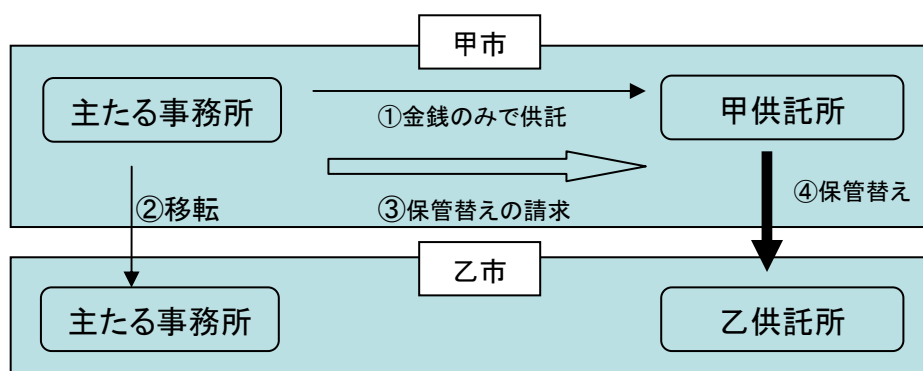 甲市
主たる事務所
①金銭のみで供託
甲供託所
②移転
③保管替えの請求
④保管替え
乙市
主たる事務所
乙供託所